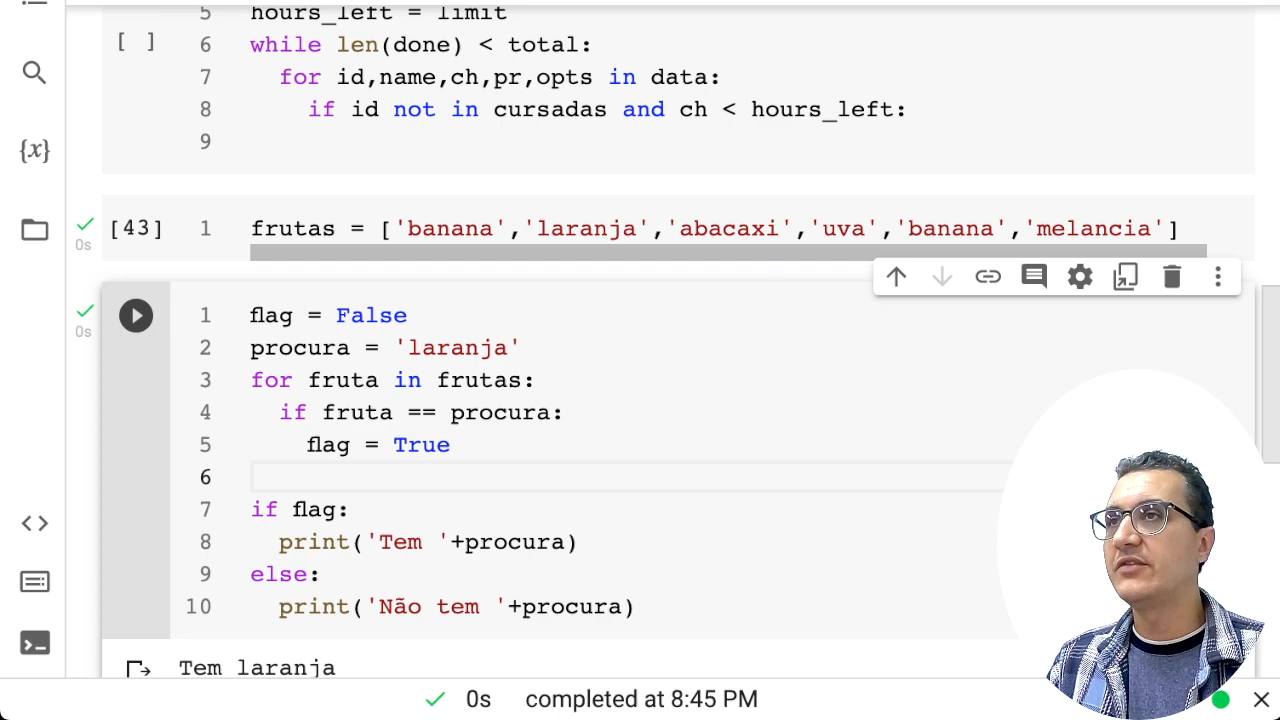 5 hours_left = limit
[ ] 6 while len(done) < total:
7 for id,name,ch,pr,opts in data:
8 if id not in cursadas and ch < hours_left:
9
{x}
[43] 1 frutas = ['banana','laranja','abacaxi','uva','banana','melancia']
0s
1 flag = False
0s
2 procura = 'laranja'
3 for fruta in frutas:
4 if fruta == procura:
5 flag = True
6
7 if flag:
8 print('Tem '+procura)
9 else:
10 print('Não tem '+procura)
Tem laranja
0s completed at 8:45 PM